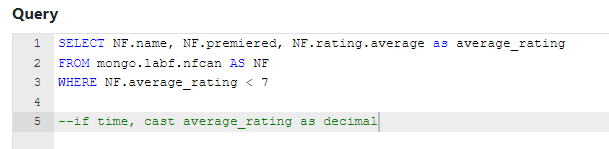 Query
1 SELECT NF.name, NF.premiered, NF.rating.average as average_rating
2 FROM mongo.labf.nfcan AS NF
3 WHERE NF.average_rating < 7
4
5 --if time, cast average_rating as decimal